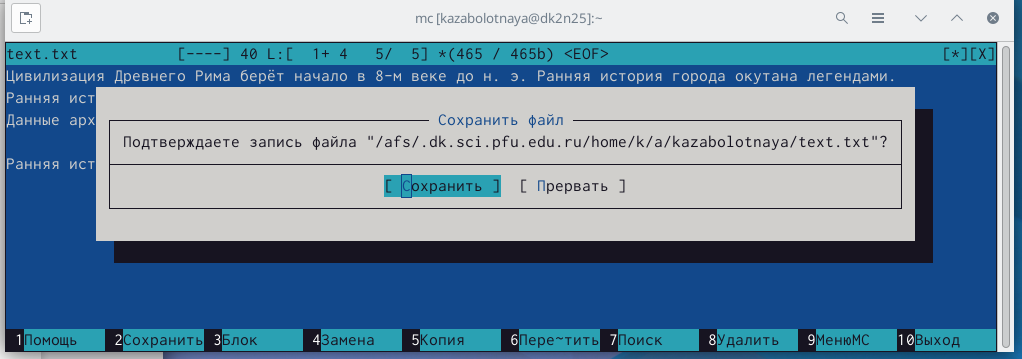 mc [kazabolotnaya@dk2n25]:~
text.txt [----] 40 L:[ 1+ 4 5/ 5] *(465 / 465b) <EOF> [*][X]
Цивилизация Древнего Рима берёт начало в 8-м веке до н. э. Ранняя история города окутана легендами.
Ранняя ист
Сохранить файл
Данные арх
Подтверждаете запись файла "/afs/.dk.sci.pfu.edu.ru/home/k/a/kazabolotnaya/text.txt"?
Ранняя ист
[ Сохранить ] [ Прервать ]
1Помощь 2Сохранить 3Блок 4Замена 5Копия 6Пере~тить 7Поиск 8Удалить 9МенюMC 10Выход